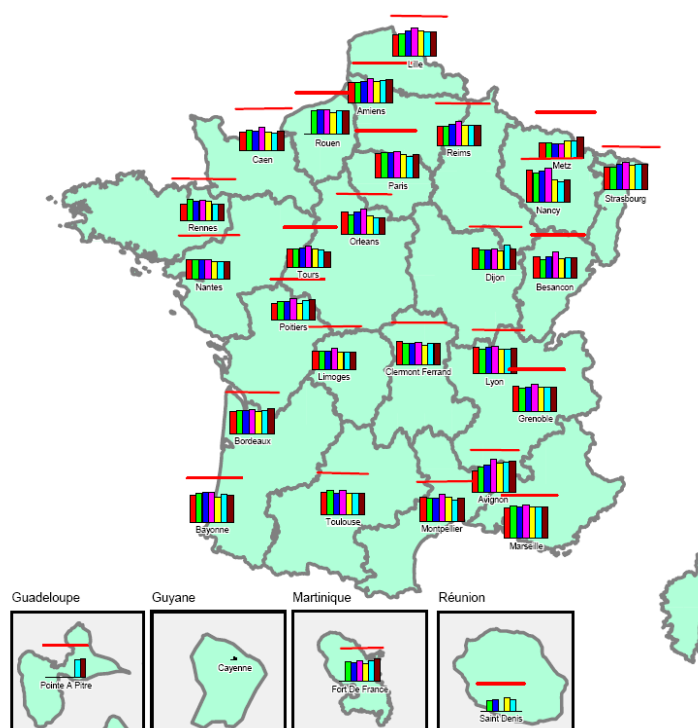 Lille
Amiens
Rouen
Caen
Reims
Metz
Paris
Nancy
Strasbourg
Rennes
Orleans
Tours
Dijon
Nantes
Besancon
Poitiers
Limoges
Clermont Ferrand
Lyon
Grenoble
Bordeaux
Avignon
Bayonne
Toulouse
Montpellier
Marseille
Guadeloupe
Guyane
Martinique
Réunion
Pointe A Pitre
Cayenne
Fort De France
Saint Denis